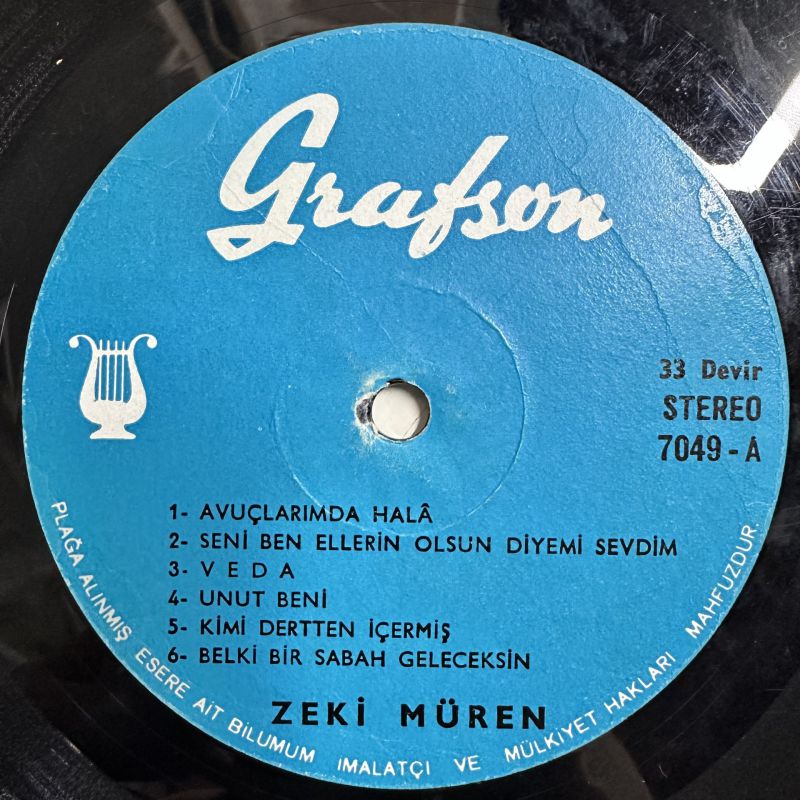 Grafson
33 Devir
STEREO
7049 - A
1- AVUÇLARIMDA HALÂ
2- SENİ BEN ELLERİN OLSUN DİYEMİ SEVDİM
3- V E D A
4- UNUT BENİ
5- KİMİ DERTTEN İÇERMİŞ
6- BELKİ BİR SABAH GELECEKSİN
ZEKİ MÜREN
PLAĞA ALINMIŞ ESERE AİT BİLUMUM İMALATÇI VE MÜLKİYET HAKLARI MAHFUZDUR.